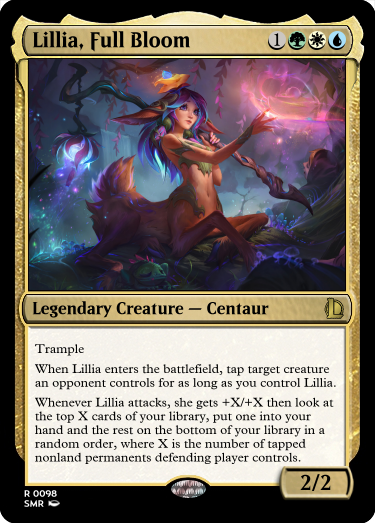 Lillia, Full Bloom
1
Legendary Creature — Centaur
Trample
When Lillia enters the battlefield, tap target creature
an opponent controls for as long as you control Lillia.
Whenever Lillia attacks, she gets +X/+X then look at
the top X cards of your library, put one into your
hand and the rest on the bottom of your library in a
random order, where X is the number of tapped
nonland permanents defending player controls.
2/2
R 0098
SMR